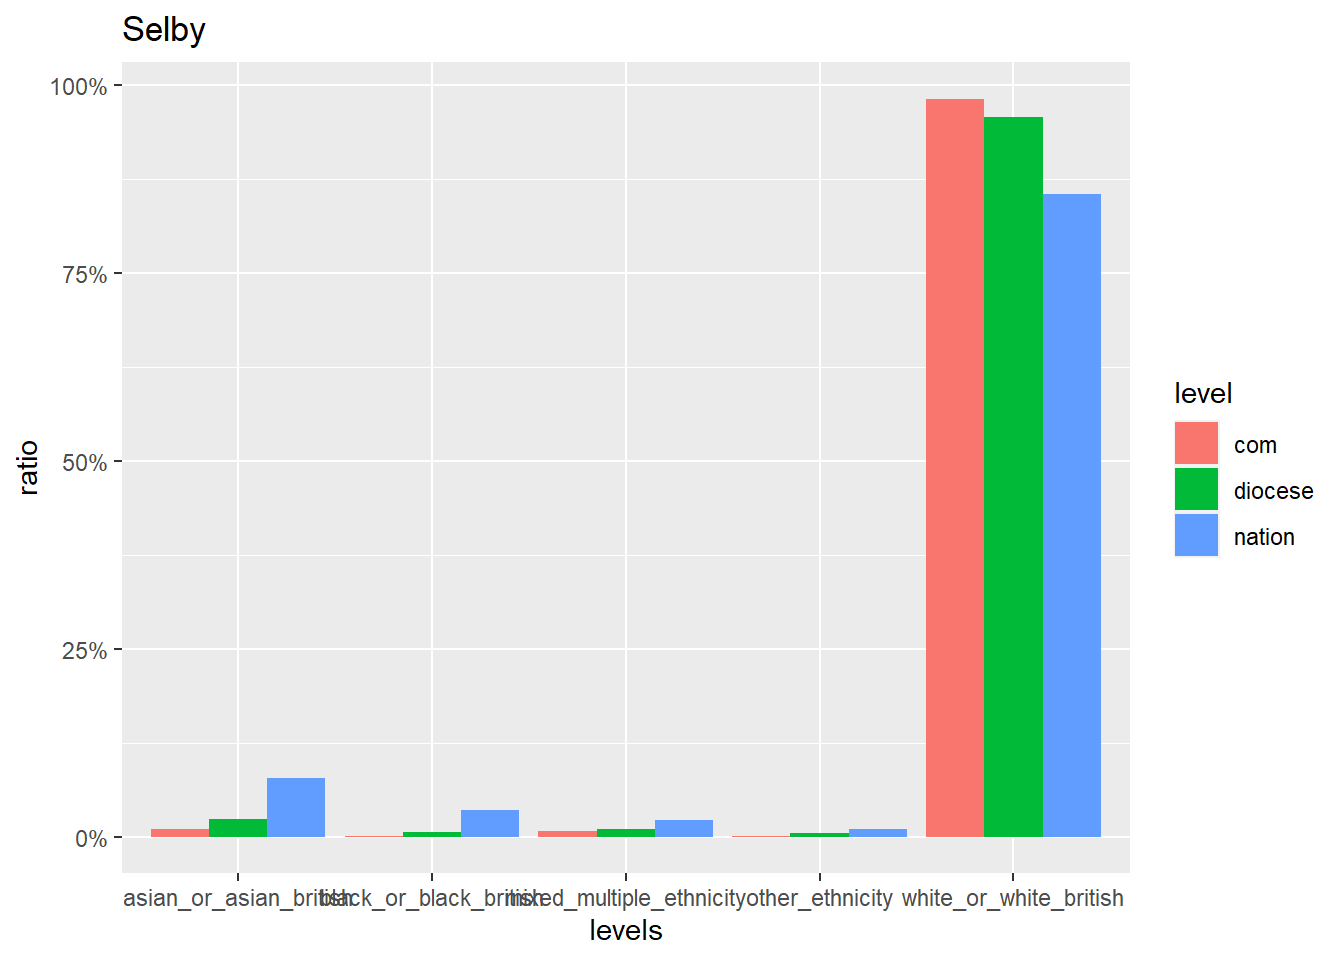 Selby
100%
75%
50%
25%
0%
ratio
asian_or_asian_british black_or_black_british mixed_multiple_ethnicity other_ethnicity white_or_white_british
levels
level
com
diocese
nation